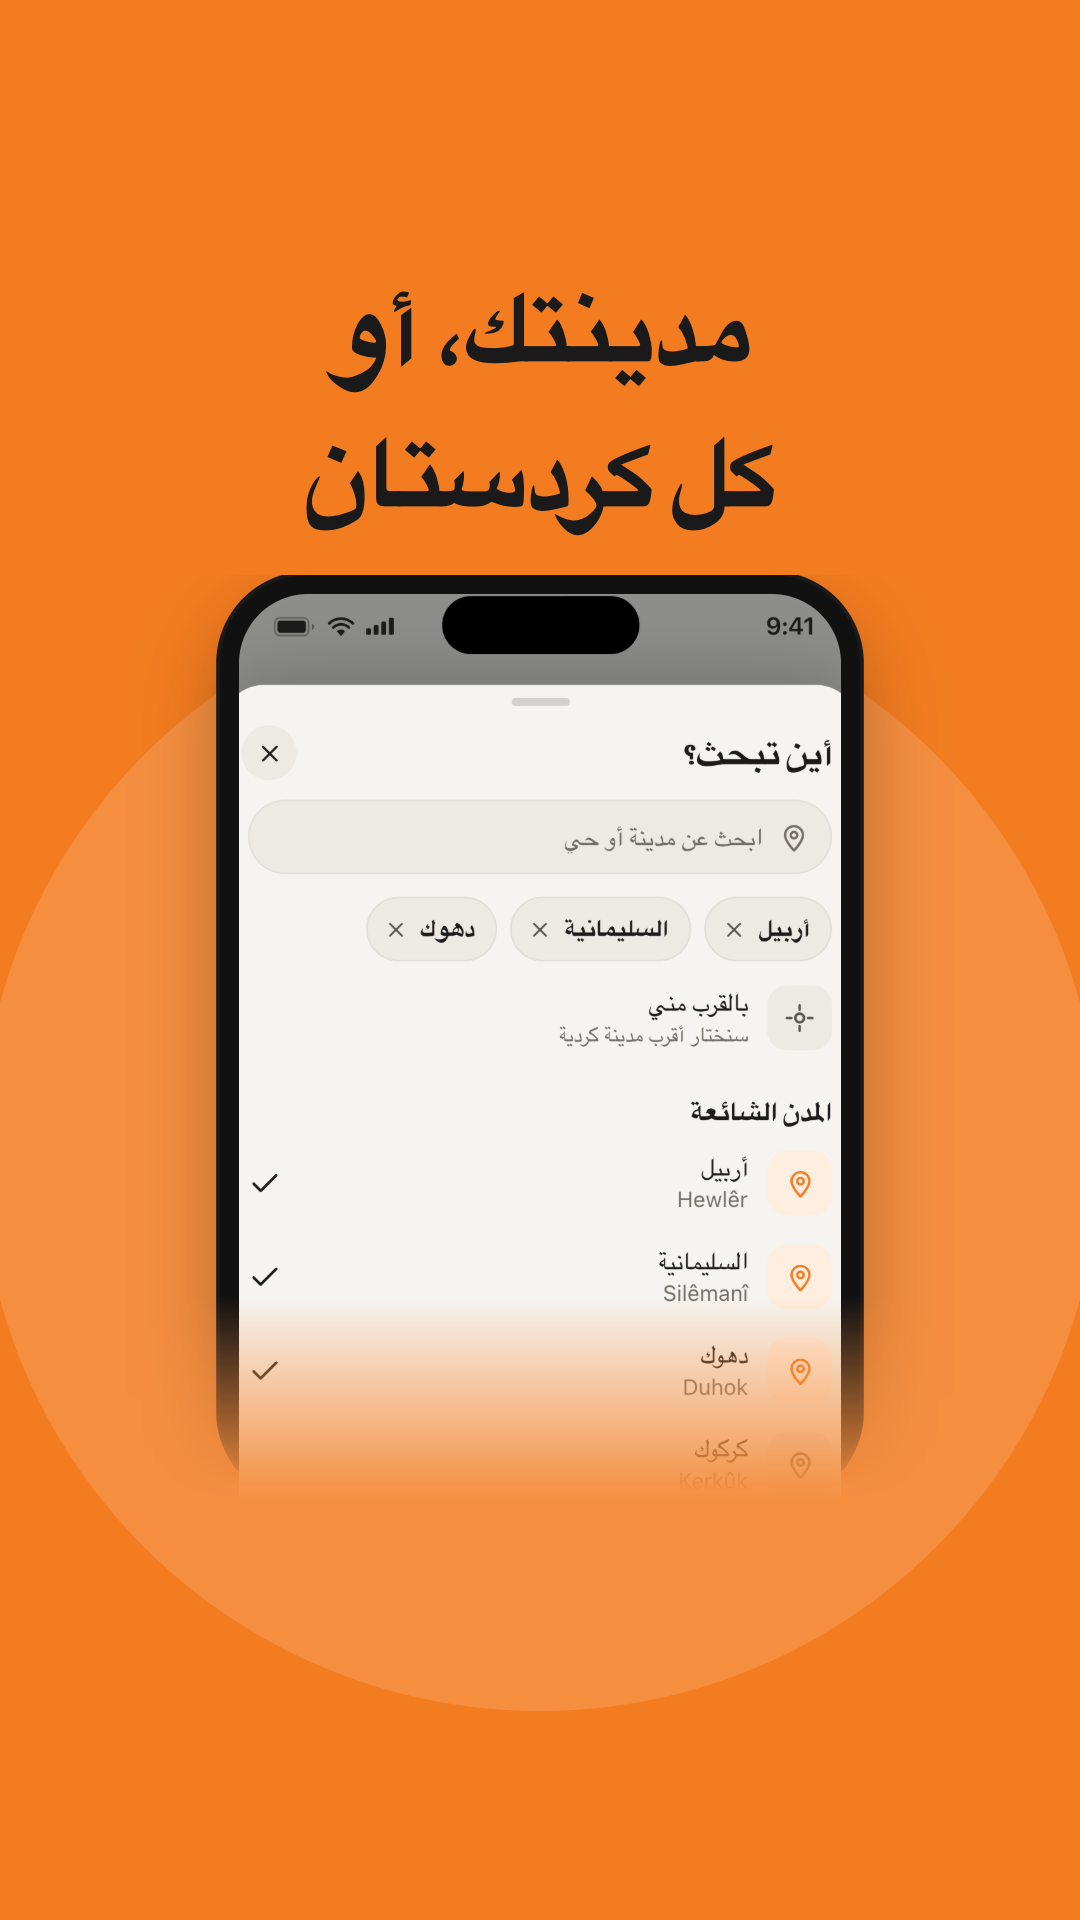 مدينتك، أو
كل كردستان
9:41
أين تبحث؟
ابحث عن مدينة أو حي
أربيل
السليمانية
دهوك
بالقرب مني
سنختار أقرب مدينة كردية
المدن الشائعة
أربيل
Hewlêr
السليمانية
Silêmanî
دهوك
Duhok
كركوك
Kerkûk